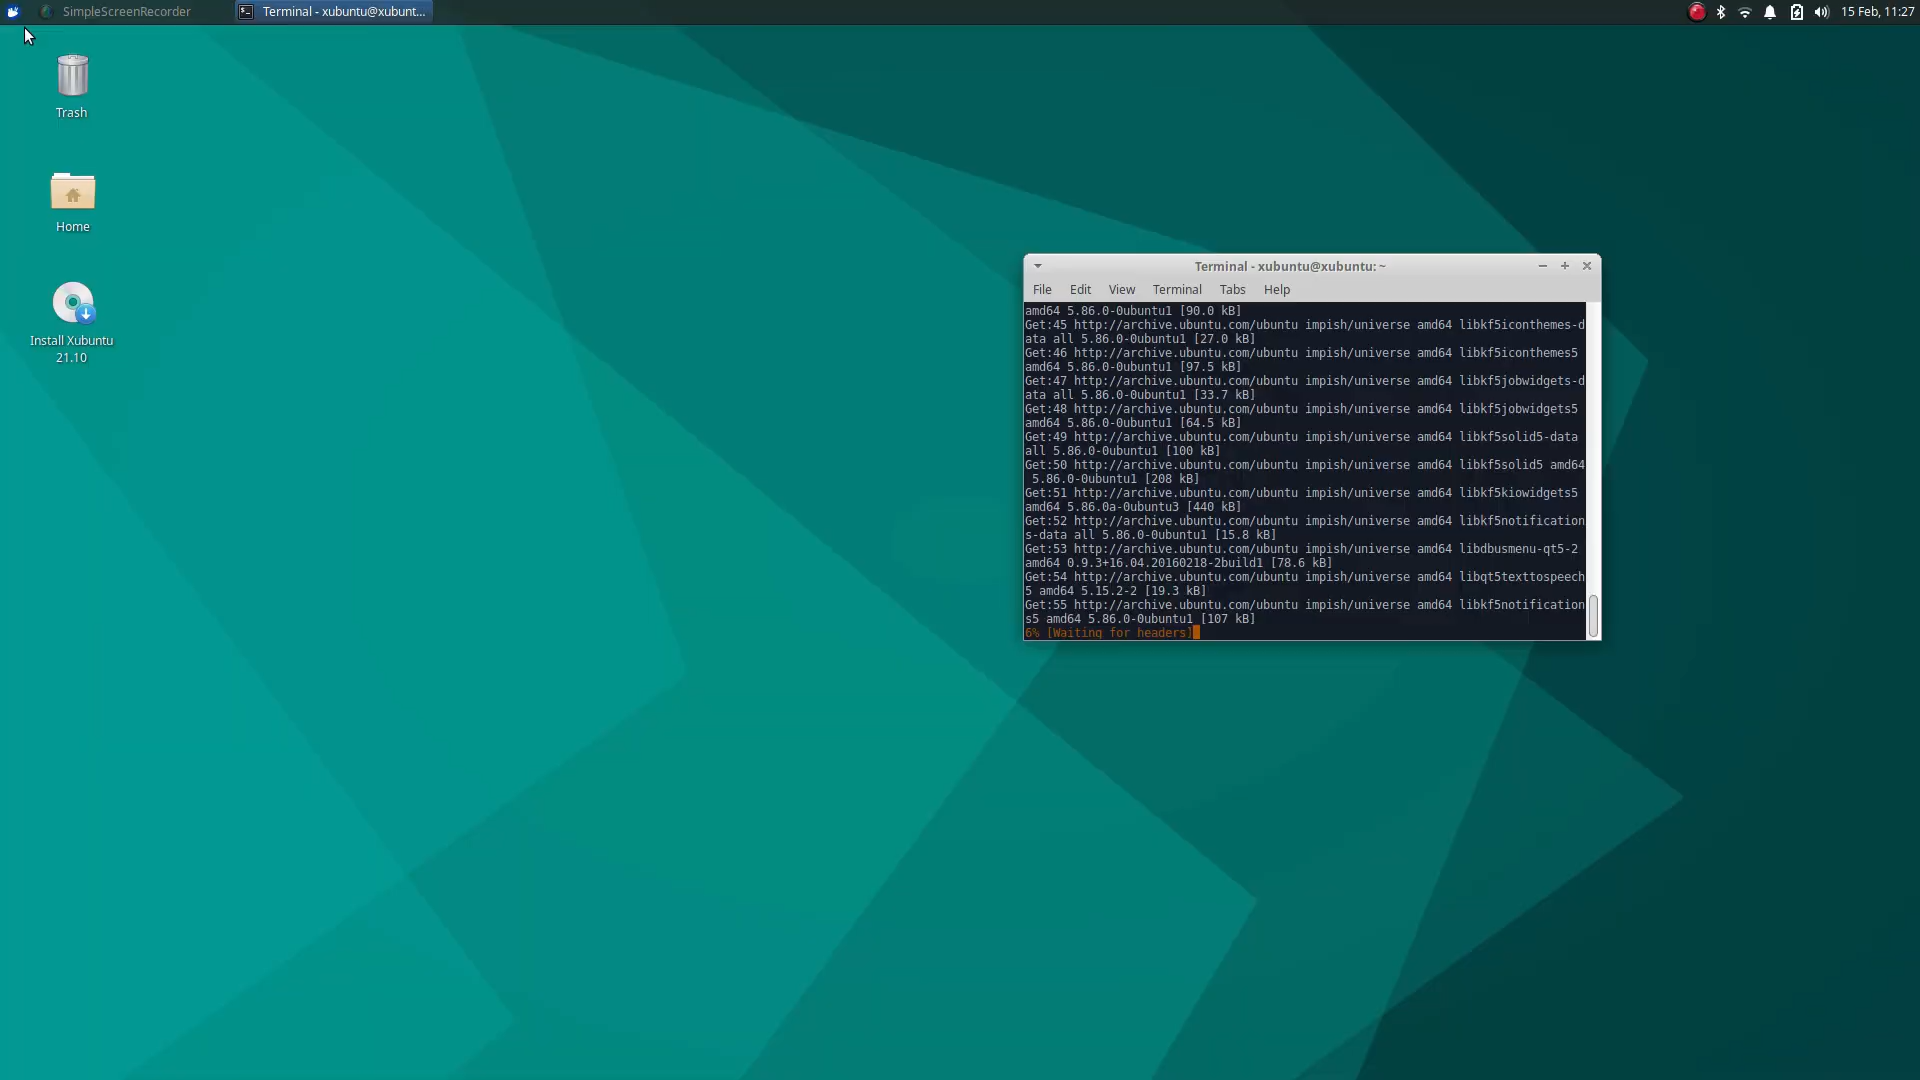 SimpleScreenRecorder
Terminal - xubuntu@xubunt...
15 Feb, 11:27
Trash
Home
Install Xubuntu
21.10
Terminal - xubuntu@xubuntu: ~
File Edit View Terminal Tabs Help
amd64 5.86.0-0ubuntu1 [90.0 kB]
Get:45 http://archive.ubuntu.com/ubuntu impish/universe amd64 libkf5iconthemes-d
ata all 5.86.0-0ubuntu1 [27.0 kB]
Get:46 http://archive.ubuntu.com/ubuntu impish/universe amd64 libkf5iconthemes5
amd64 5.86.0-0ubuntu1 [97.5 kB]
Get:47 http://archive.ubuntu.com/ubuntu impish/universe amd64 libkf5jobwidgets-d
ata all 5.86.0-0ubuntu1 [33.7 kB]
Get:48 http://archive.ubuntu.com/ubuntu impish/universe amd64 libkf5jobwidgets5
amd64 5.86.0-0ubuntu1 [64.5 kB]
Get:49 http://archive.ubuntu.com/ubuntu impish/universe amd64 libkf5solid5-data
all 5.86.0-0ubuntu1 [100 kB]
Get:50 http://archive.ubuntu.com/ubuntu impish/universe amd64 libkf5solid5 amd64
5.86.0-0ubuntu1 [208 kB]
Get:51 http://archive.ubuntu.com/ubuntu impish/universe amd64 libkf5kiowidgets5
amd64 5.86.0a-0ubuntu3 [440 kB]
Get:52 http://archive.ubuntu.com/ubuntu impish/universe amd64 libkf5notification
s-data all 5.86.0-0ubuntu1 [15.8 kB]
Get:53 http://archive.ubuntu.com/ubuntu impish/universe amd64 libdbusmenu-qt5-2
amd64 0.9.3+16.04.20160218-2build1 [78.6 kB]
Get:54 http://archive.ubuntu.com/ubuntu impish/universe amd64 libqt5texttospeech
5 amd64 5.15.2-2 [19.3 kB]
Get:55 http://archive.ubuntu.com/ubuntu impish/universe amd64 libkf5notification
s5 amd64 5.86.0-0ubuntu1 [107 kB]
6% [Waiting for headers]